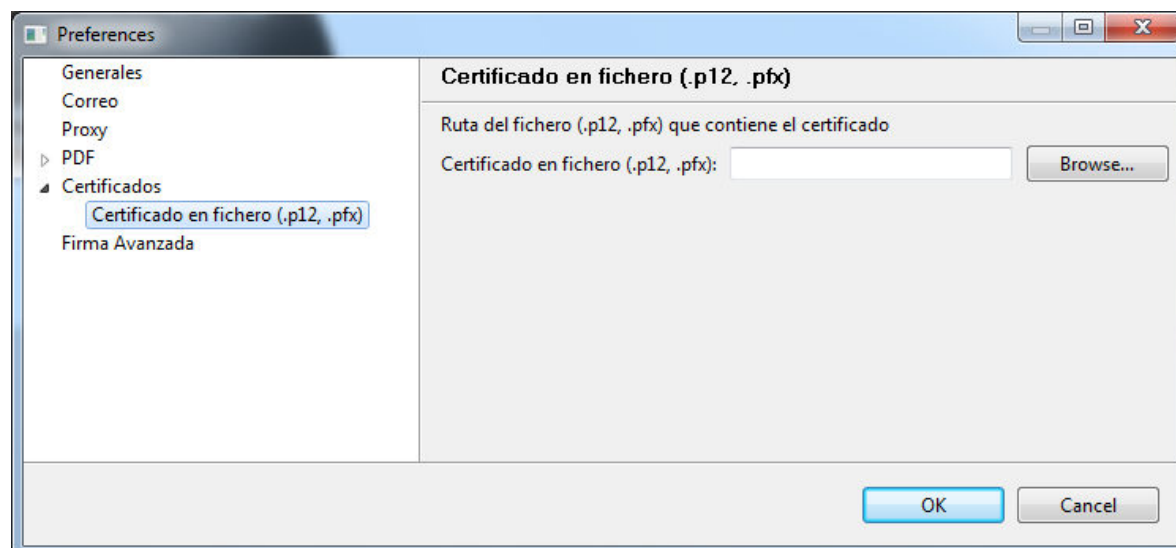 Preferences
Generales
Correo
Proxy
PDF
Certificados
Certificado en fichero (.p12, .pfx)
Firma Avanzada
Certificado en fichero (.p12, .pfx)
Ruta del fichero (.p12, .pfx) que contiene el certificado
Certificado en fichero (.p12, .pfx):
Browse...
OK
Cancel